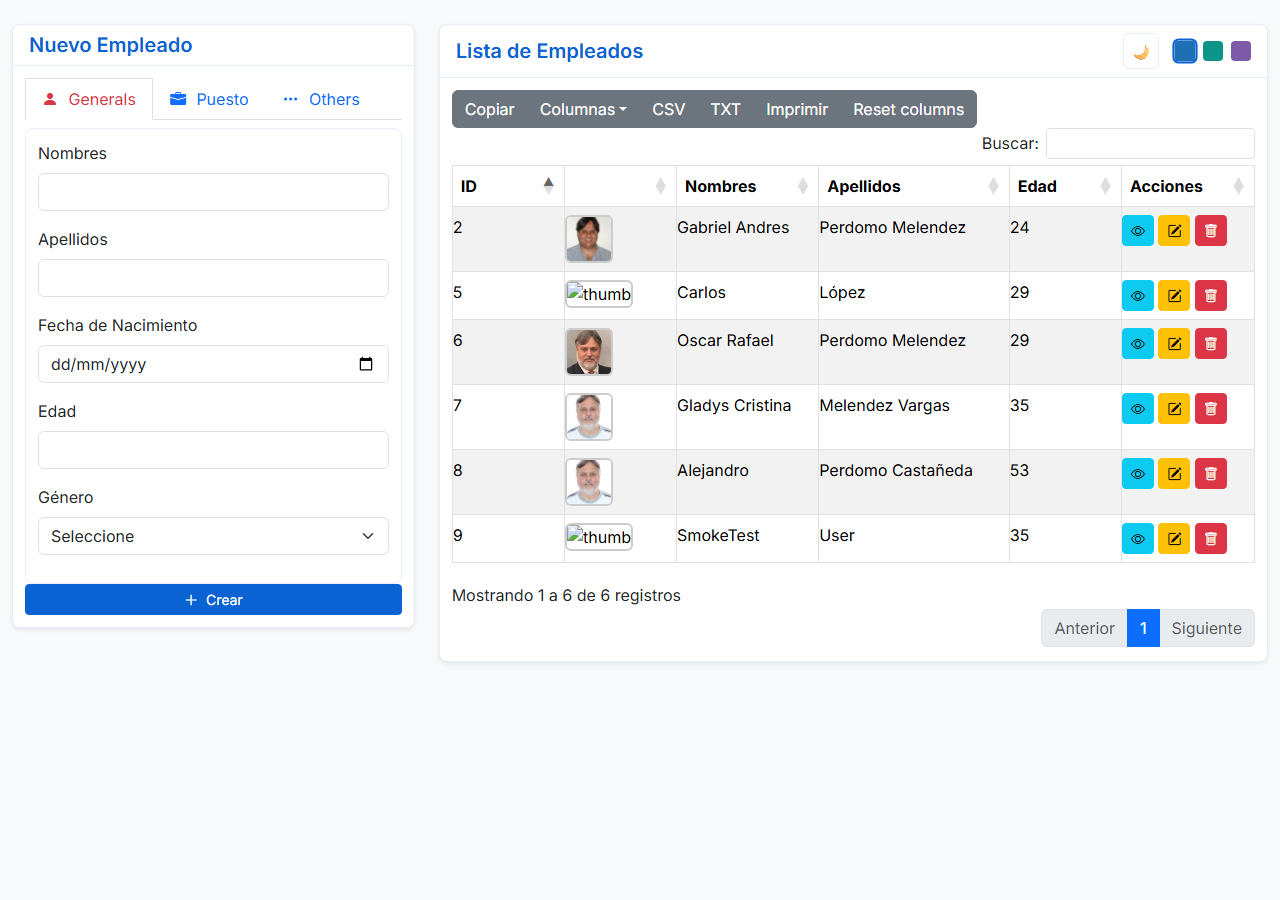 Nuevo Empleado
Generals
Puesto
Others
Nombres
Apellidos
Fecha de Nacimiento
dd/mm/yyyy
Edad
Género
Seleccione
Crear
Lista de Empleados
Copiar Columnas CSV TXT Imprimir Reset columns
Buscar:
ID Nombres Apellidos Edad Acciones
2 Gabriel Andres Perdomo Melendez 24
5 thumb Carlos López 29
6 Oscar Rafael Perdomo Melendez 29
7 Gladys Cristina Melendez Vargas 35
8 Alejandro Perdomo Castañeda 53
9 thumb SmokeTest User 35
Mostrando 1 a 6 de 6 registros
Anterior 1 Siguiente